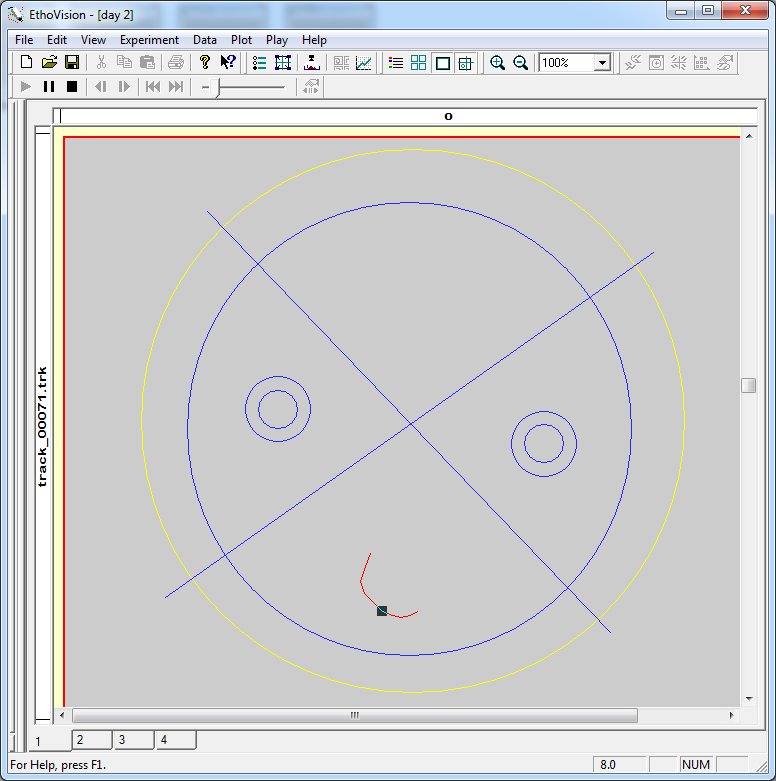 EthoVision - [day 2]
File Edit View Experiment Data Plot Play Help
100%
o
track_00071.trk
1 2 3 4
For Help, press F1. 8.0 NUM